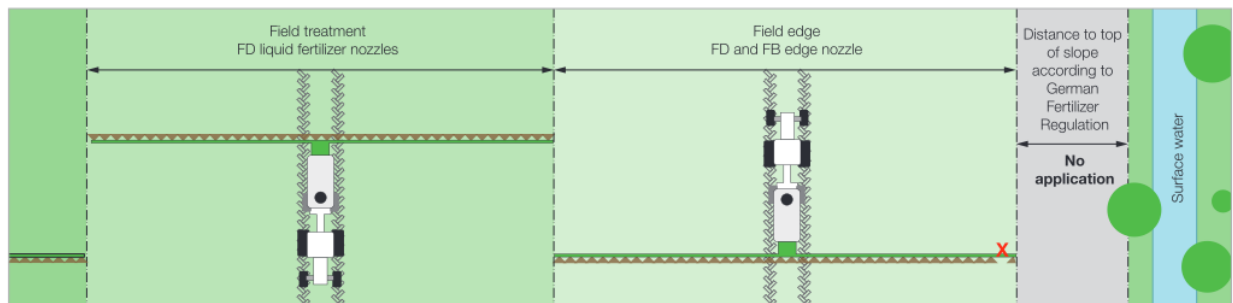 Field treatment
FD liquid fertilizer nozzles
Field edge
FD and FB edge nozzle
Distance to top
of slope
according to
German
Fertilizer
Regulation
No
application
X
Surface water